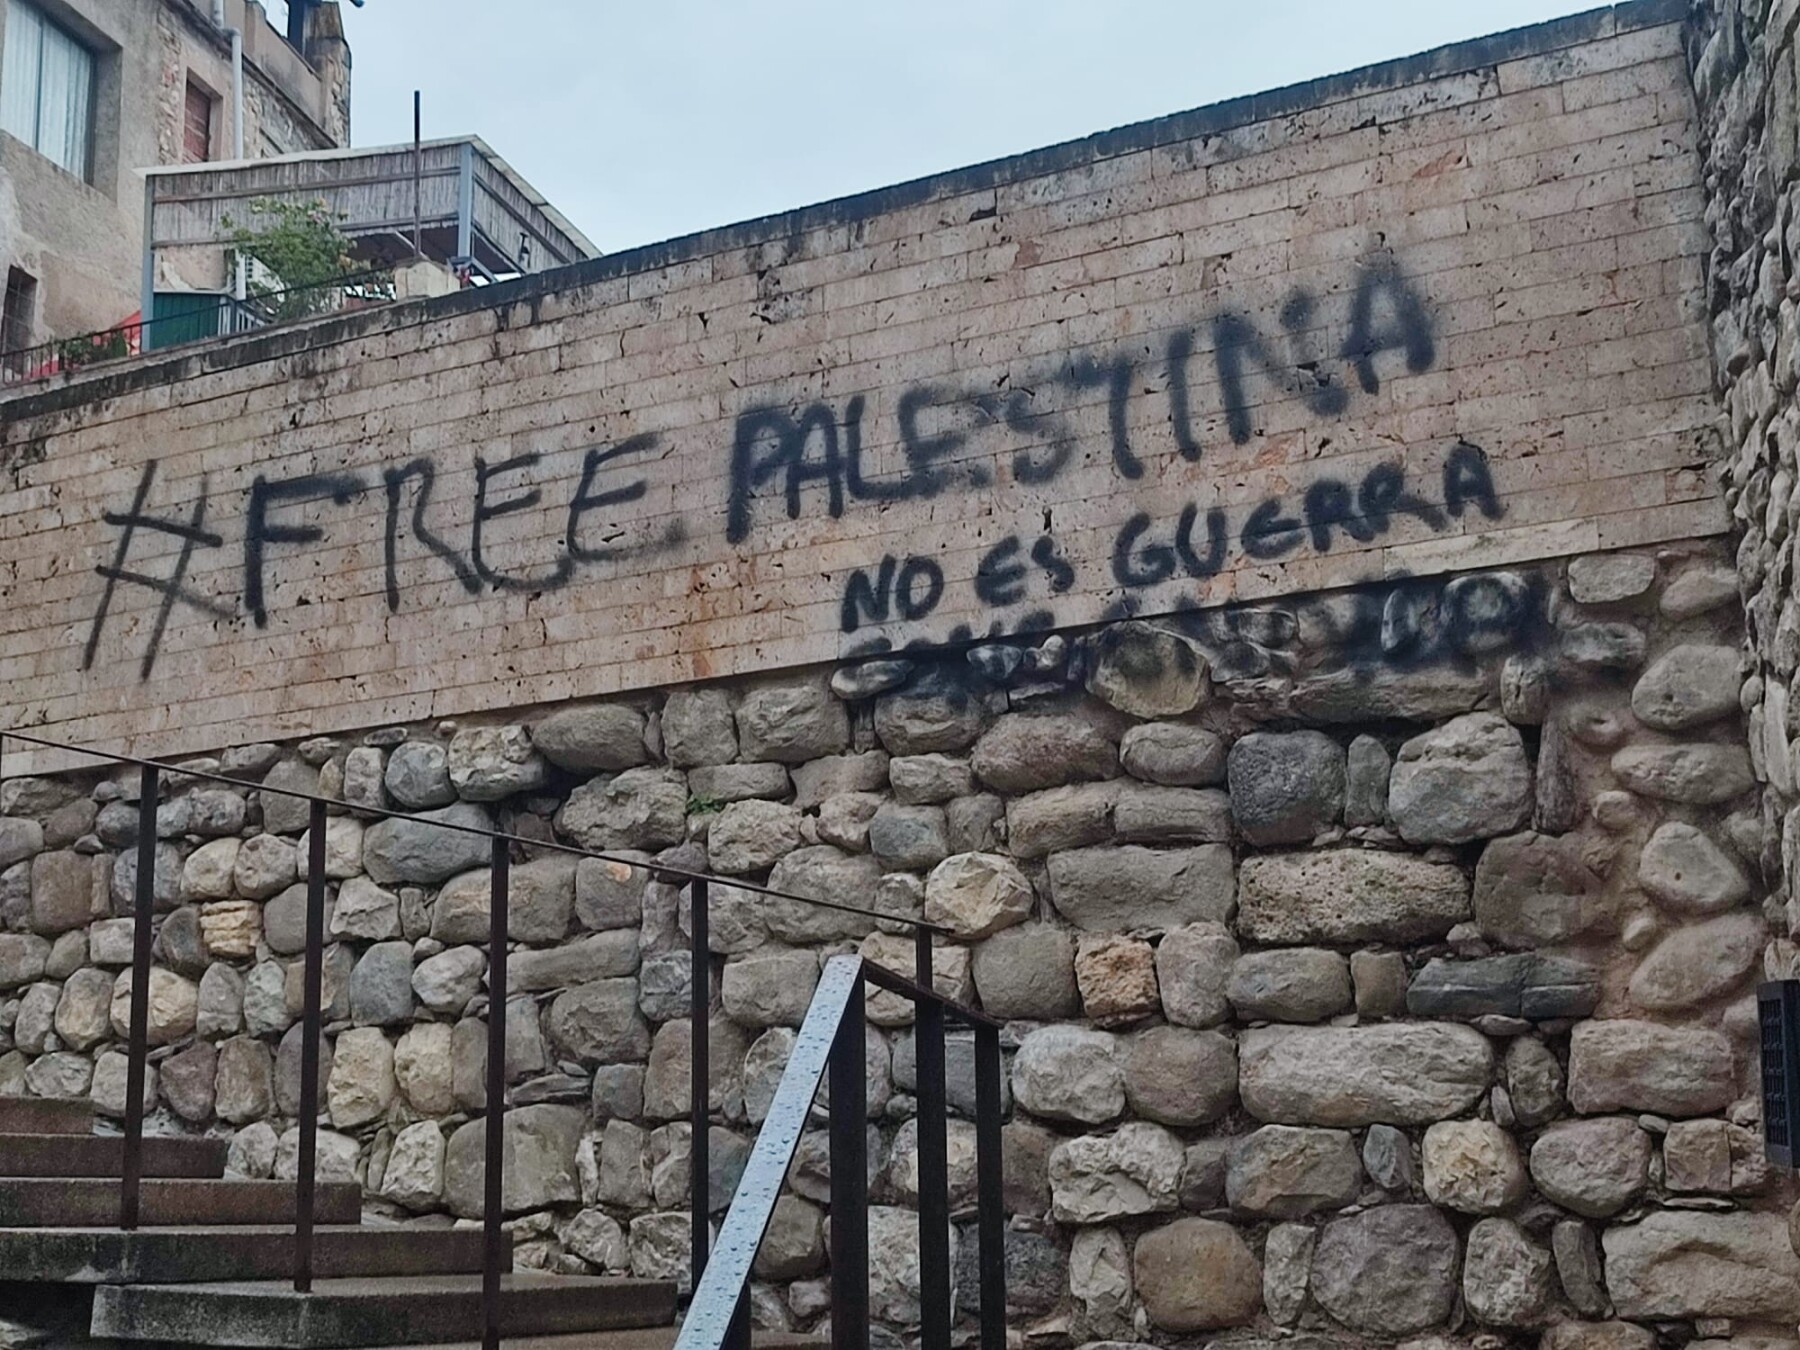 #FREE PALESTINA
NO ES GUERRA